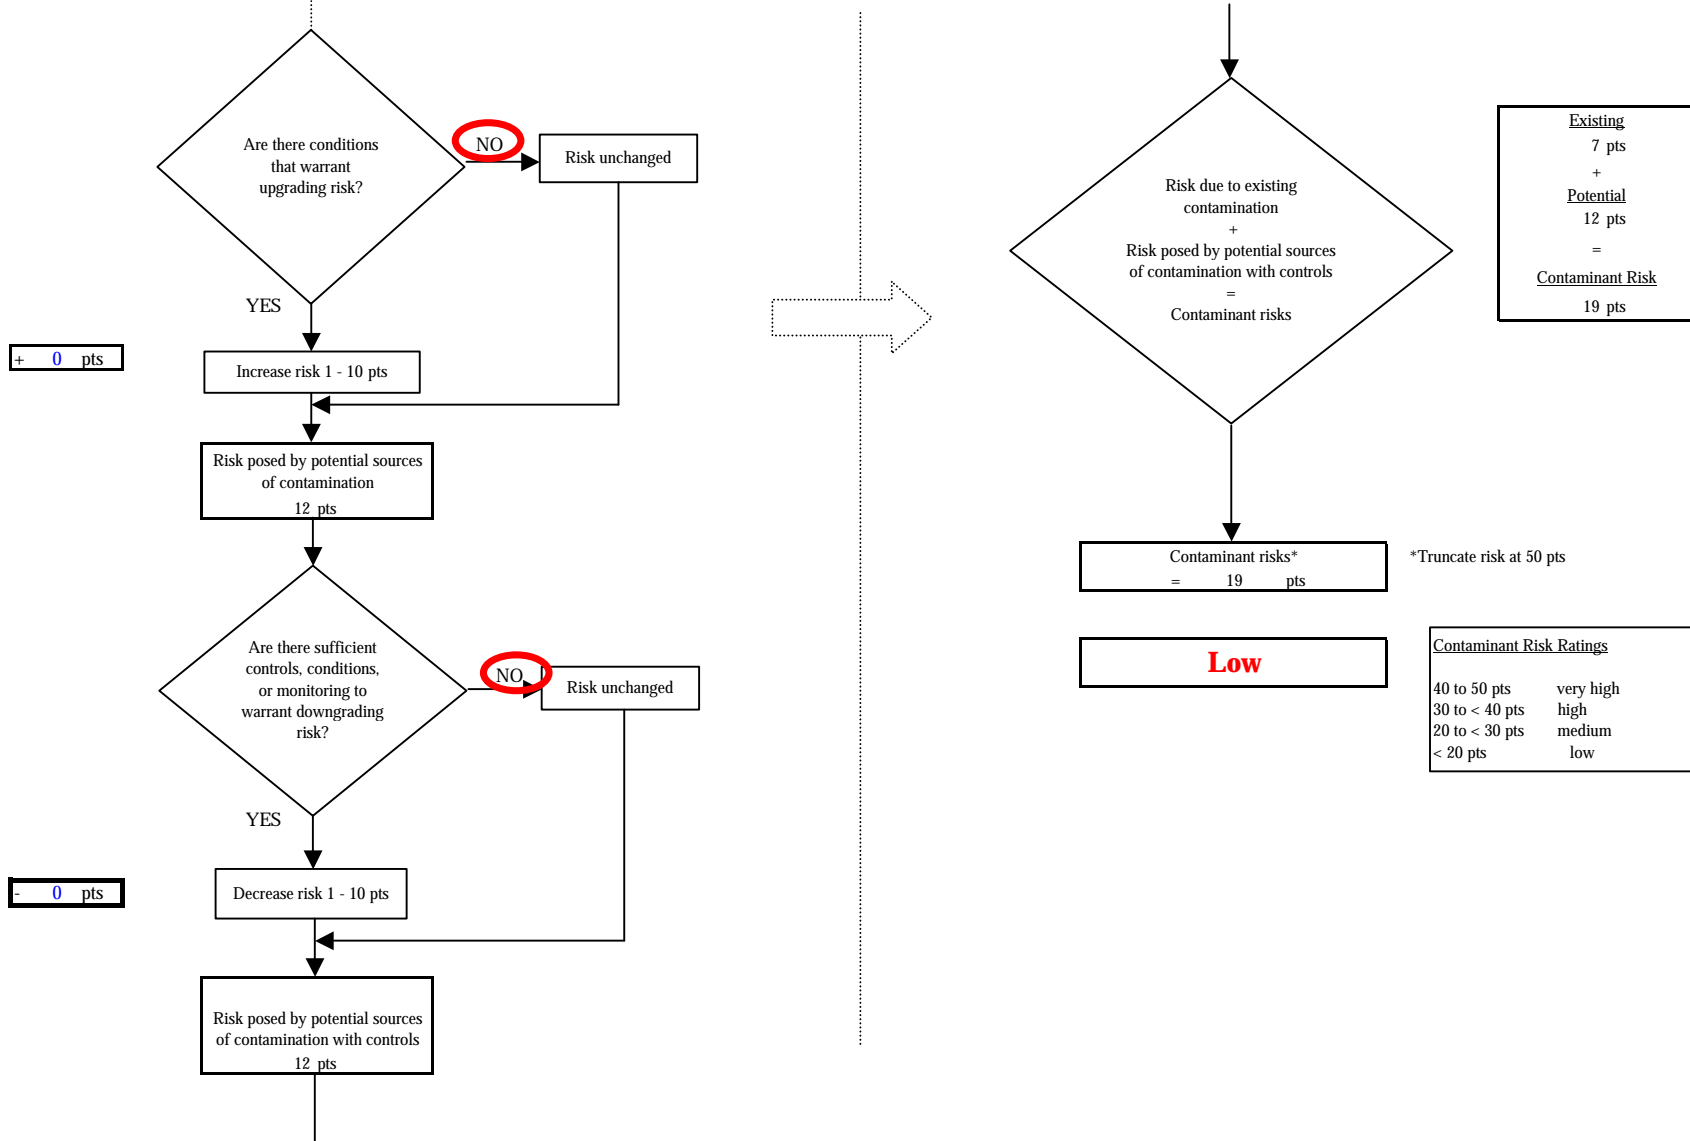 Are there conditions
that warrant
upgrading risk?
NO
Risk unchanged
YES
+ 0 pts
Increase risk 1 - 10 pts
Risk posed by potential sources
of contamination
12 pts
Are there sufficient
controls, conditions,
or monitoring to
warrant downgrading
risk?
NO
Risk unchanged
YES
- 0 pts
Decrease risk 1 - 10 pts
Risk posed by potential sources
of contamination with controls
12 pts
Risk due to existing
contamination
+
Risk posed by potential sources
of contamination with controls
=
Contaminant risks
Existing
7 pts
+
Potential
12 pts
=
Contaminant Risk
19 pts
Contaminant risks*
= 19 pts
*Truncate risk at 50 pts
Low
Contaminant Risk Ratings
40 to 50 pts very high
30 to < 40 pts high
20 to < 30 pts medium
< 20 pts low